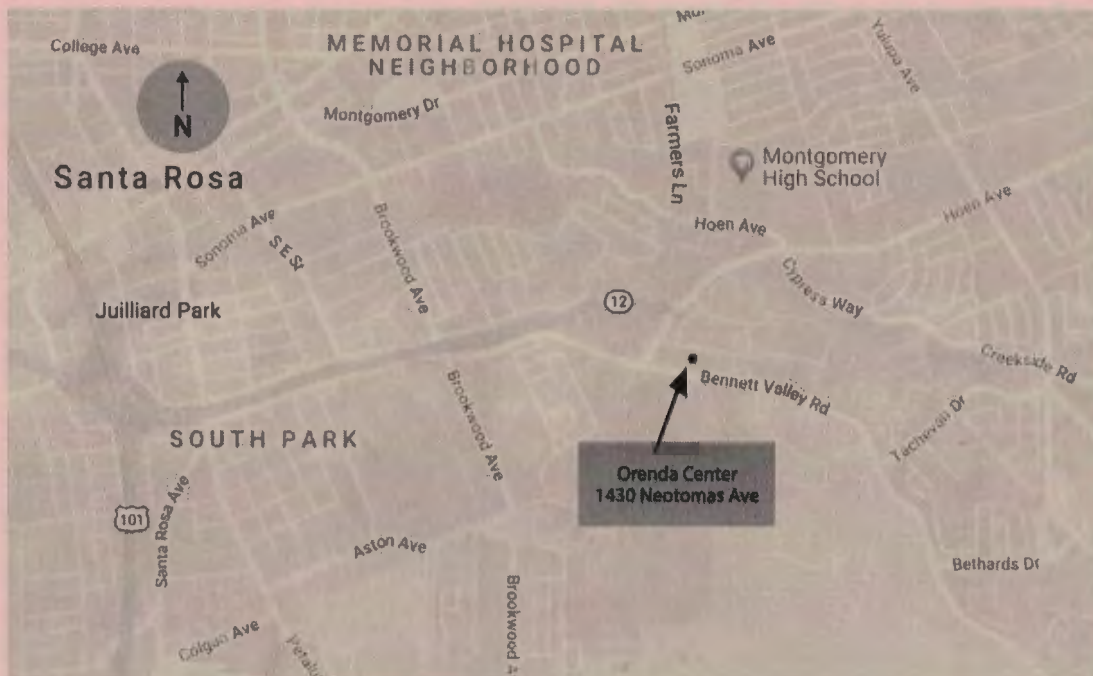 College Ave
MEMORIAL HOSPITAL
NEIGHBORHOOD
Sonoma Ave
Yulupa Ave
N
Montgomery Dr
Farmers Ln
Montgomery
High School
Santa Rosa
Sonoma Ave
S E St
Brookwood Ave
Hoen Ave
Hoen Ave
Juilliard Park
12
Cypress Way
Creekside Rd
Brookwood Ave
Bennett Valley Rd
Tachevah Dr
SOUTH PARK
Orenda Center
1430 Neotomas Ave
101
Santa Rosa Ave
Aston Ave
Bethards Dr
Brookwood A
Colgan Ave